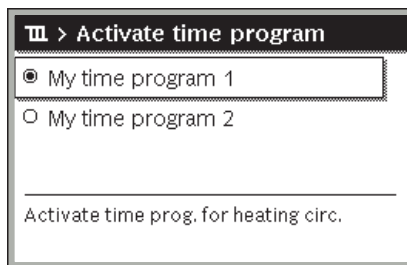 > Activate time program
My time program 1
My time program 2
Activate time prog. for heating circ.